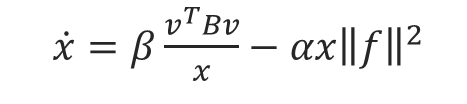 ẋ = β vᵀBv / x − αx‖f‖²